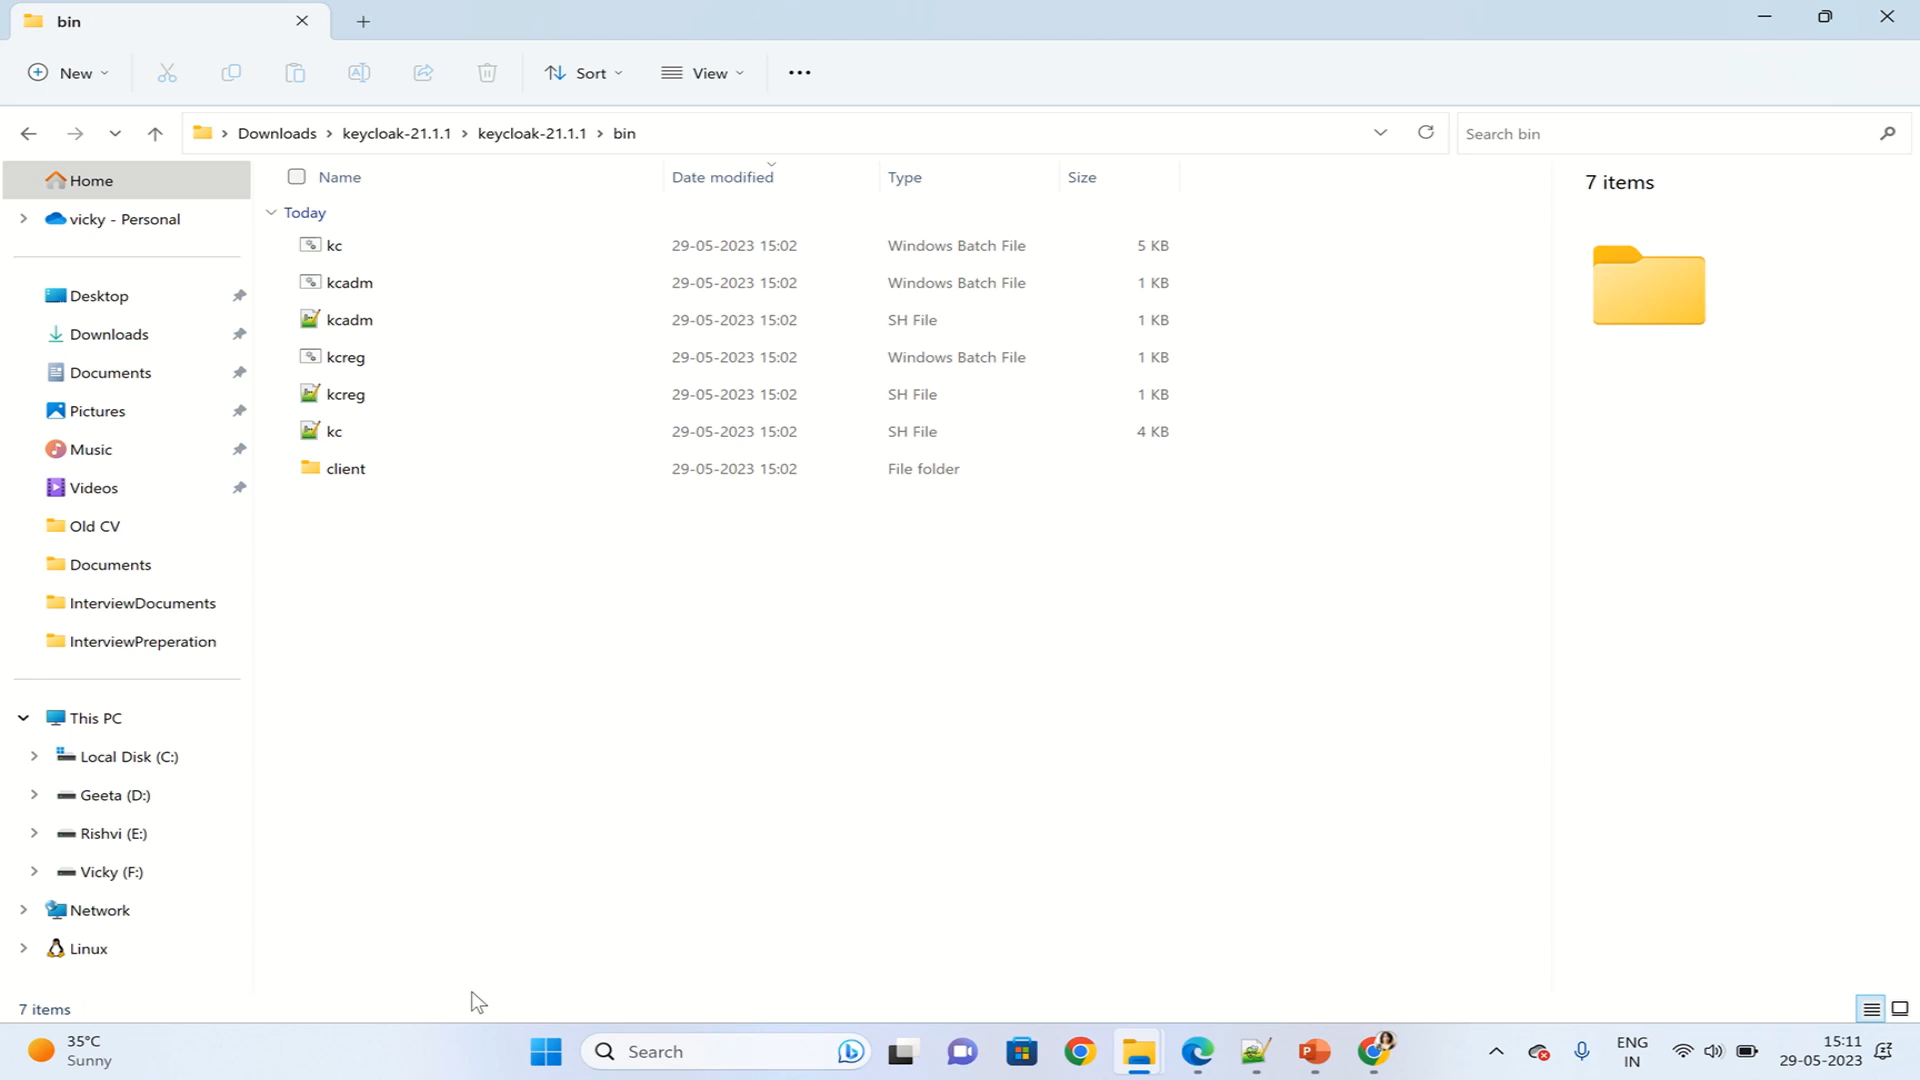 bin
New
Sort
View
Downloads keycloak-21.1.1 keycloak-21.1.1 bin
Search bin
Home
vicky - Personal
Desktop
Downloads
Documents
Pictures
Music
Videos
Old CV
Documents
InterviewDocuments
InterviewPreperation
This PC
Local Disk (C:)
Geeta (D:)
Rishvi (E:)
Vicky (F:)
Network
Linux
Name Date modified Type Size
Today
kc 29-05-2023 15:02 Windows Batch File 5 KB
kcadm 29-05-2023 15:02 Windows Batch File 1 KB
kcadm 29-05-2023 15:02 SH File 1 KB
kcreg 29-05-2023 15:02 Windows Batch File 1 KB
kcreg 29-05-2023 15:02 SH File 1 KB
kc 29-05-2023 15:02 SH File 4 KB
client 29-05-2023 15:02 File folder
7 items
7 items
35°C
Sunny
Search
ENG
IN
15:11
29-05-2023